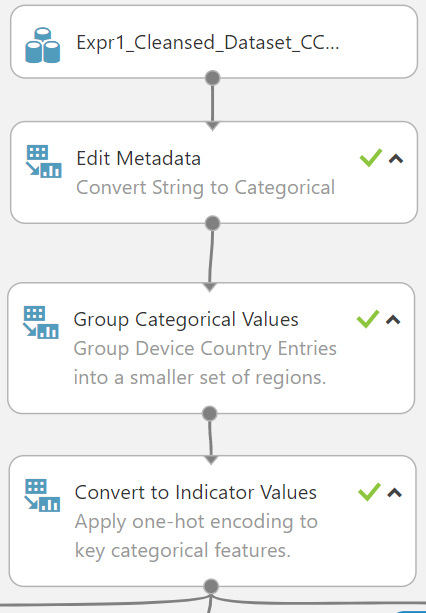 Expr1_Cleansed_Dataset_CC...
Edit Metadata
Convert String to Categorical
Group Categorical Values
Group Device Country Entries
into a smaller set of regions.
Convert to Indicator Values
Apply one-hot encoding to
key categorical features.